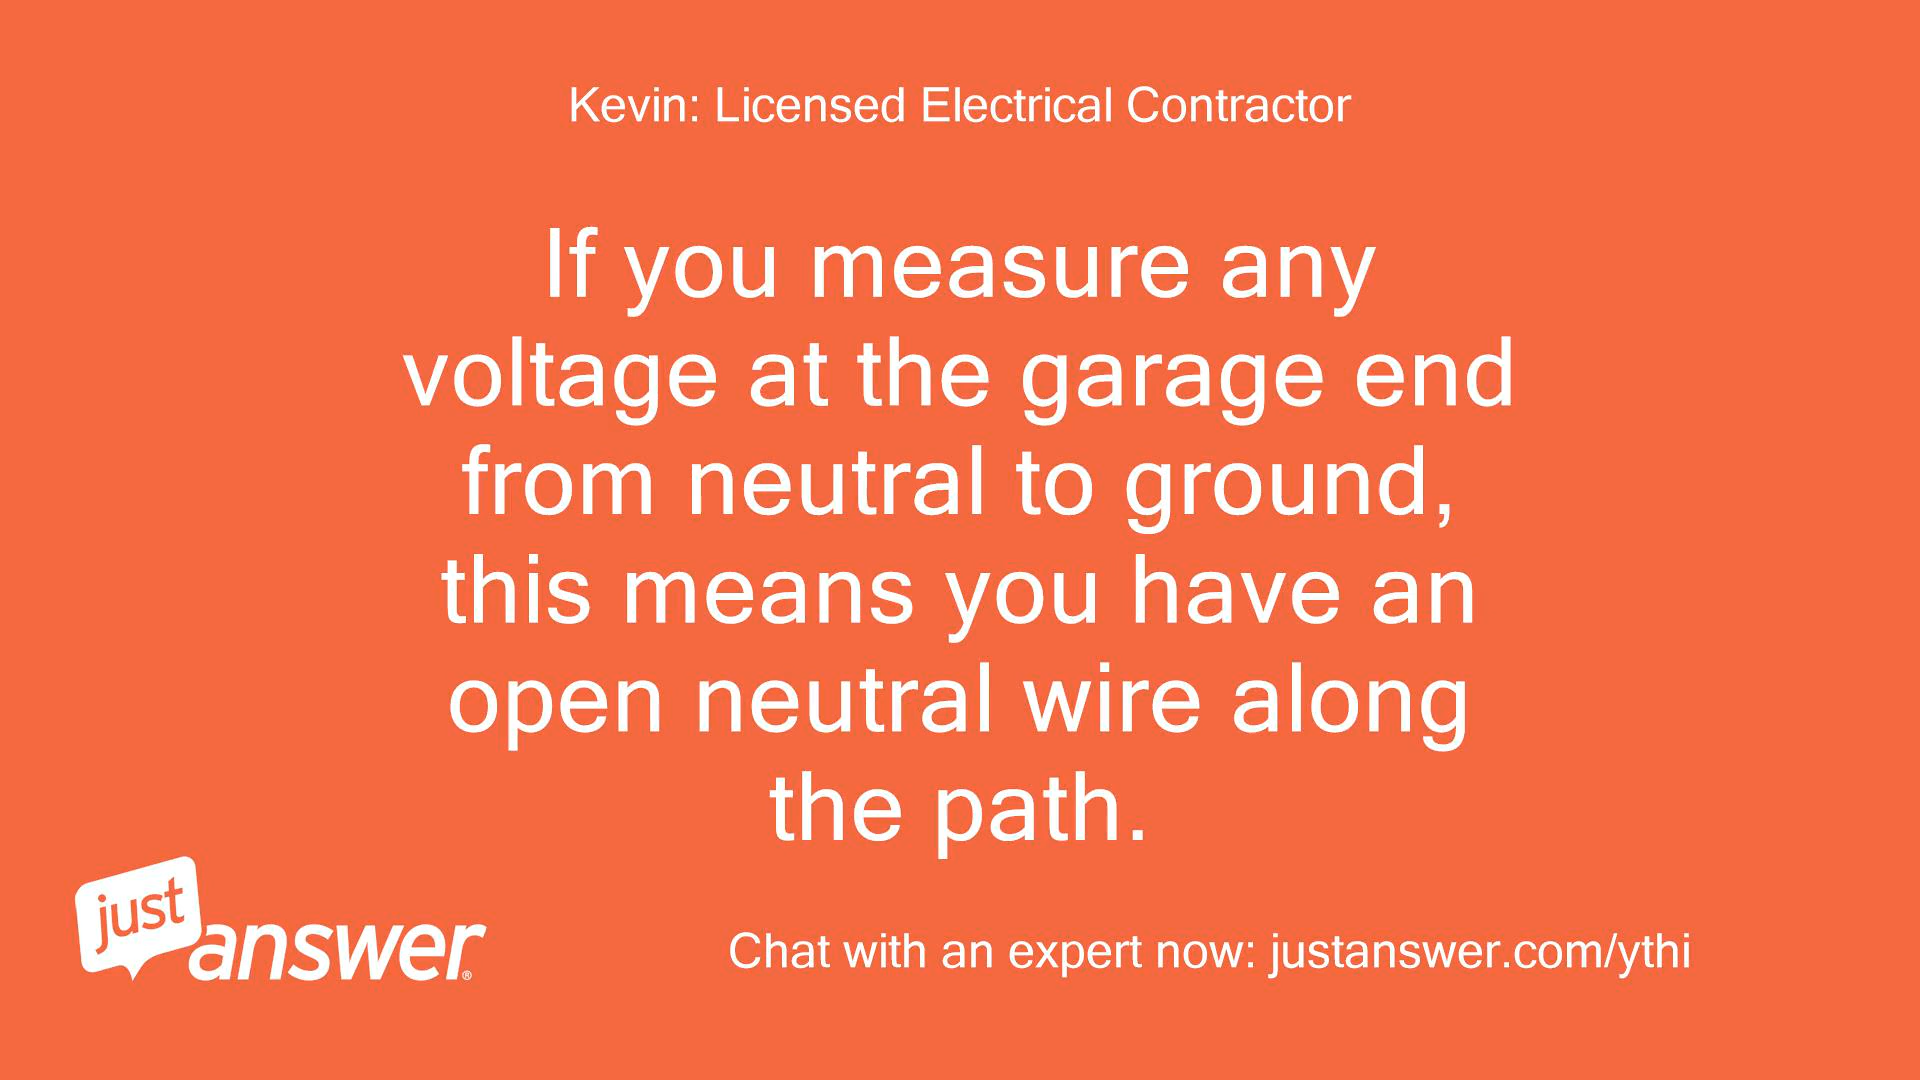 Kevin: Licensed Electrical Contractor
If you measure any
voltage at the garage end
from neutral to ground,
this means you have an
open neutral wire along
the path.
just
answer®
Chat with an expert now: justanswer.com/ythi